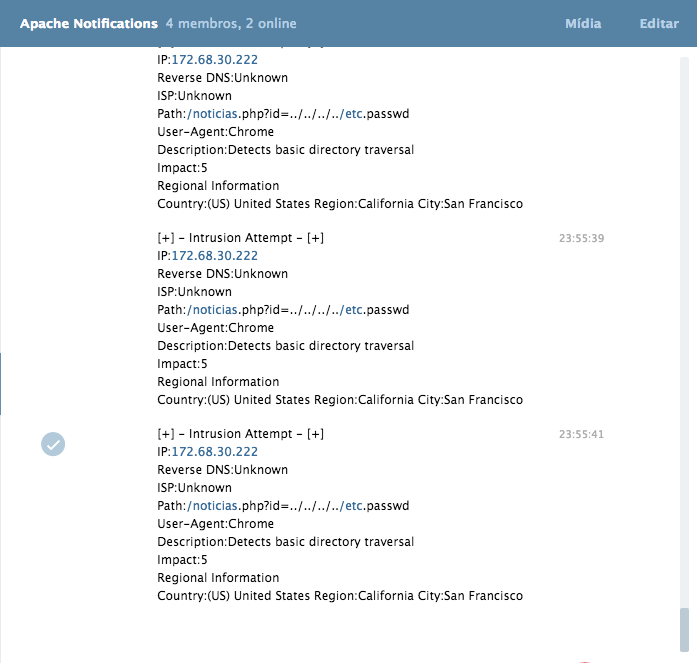 Apache Notifications 4 membros, 2 online Mídia Editar
IP:172.68.30.222
Reverse DNS:Unknown
ISP:Unknown
Path:/noticias.php?id=../../../../etc.passwd
User-Agent:Chrome
Description:Detects basic directory traversal
Impact:5
Regional Information
Country:(US) United States Region:California City:San Francisco
[+] - Intrusion Attempt - [+] 23:55:39
IP:172.68.30.222
Reverse DNS:Unknown
ISP:Unknown
Path:/noticias.php?id=../../../../etc.passwd
User-Agent:Chrome
Description:Detects basic directory traversal
Impact:5
Regional Information
Country:(US) United States Region:California City:San Francisco
[+] - Intrusion Attempt - [+] 23:55:41
IP:172.68.30.222
Reverse DNS:Unknown
ISP:Unknown
Path:/noticias.php?id=../../../../etc.passwd
User-Agent:Chrome
Description:Detects basic directory traversal
Impact:5
Regional Information
Country:(US) United States Region:California City:San Francisco